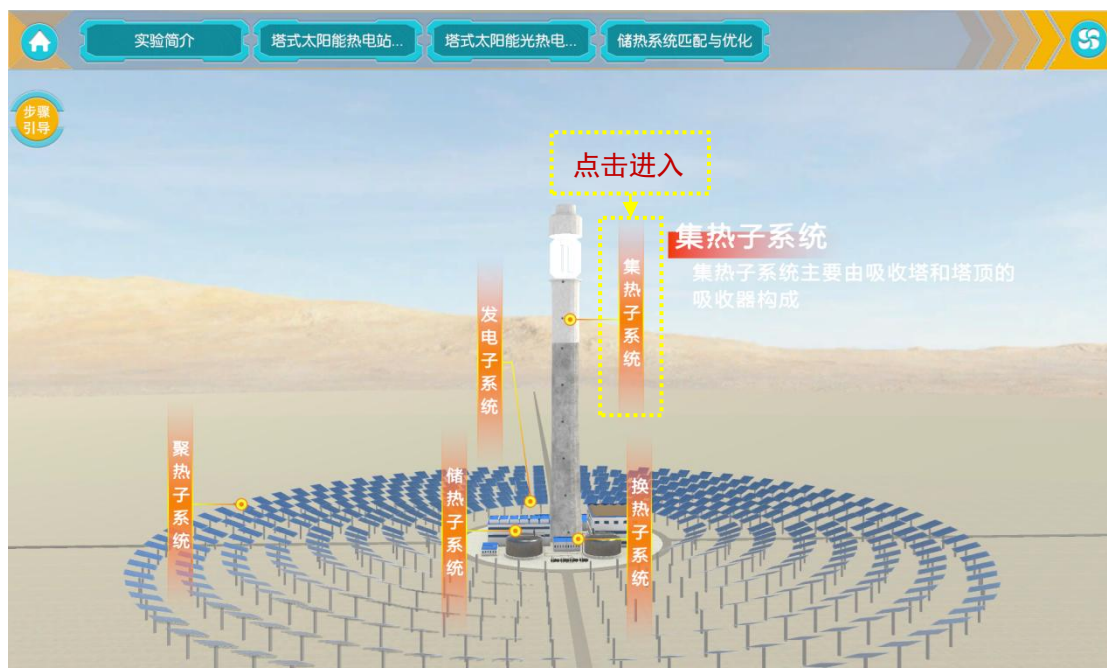 实验简介
塔式太阳能热电站...
塔式太阳能光热电...
储热系统匹配与优化
步骤
引导
点击进入
集热子系统
集热子系统主要由吸收塔和塔顶的
吸收器构成
集热子系统
发电子系统
聚热子系统
储热子系统
换热子系统